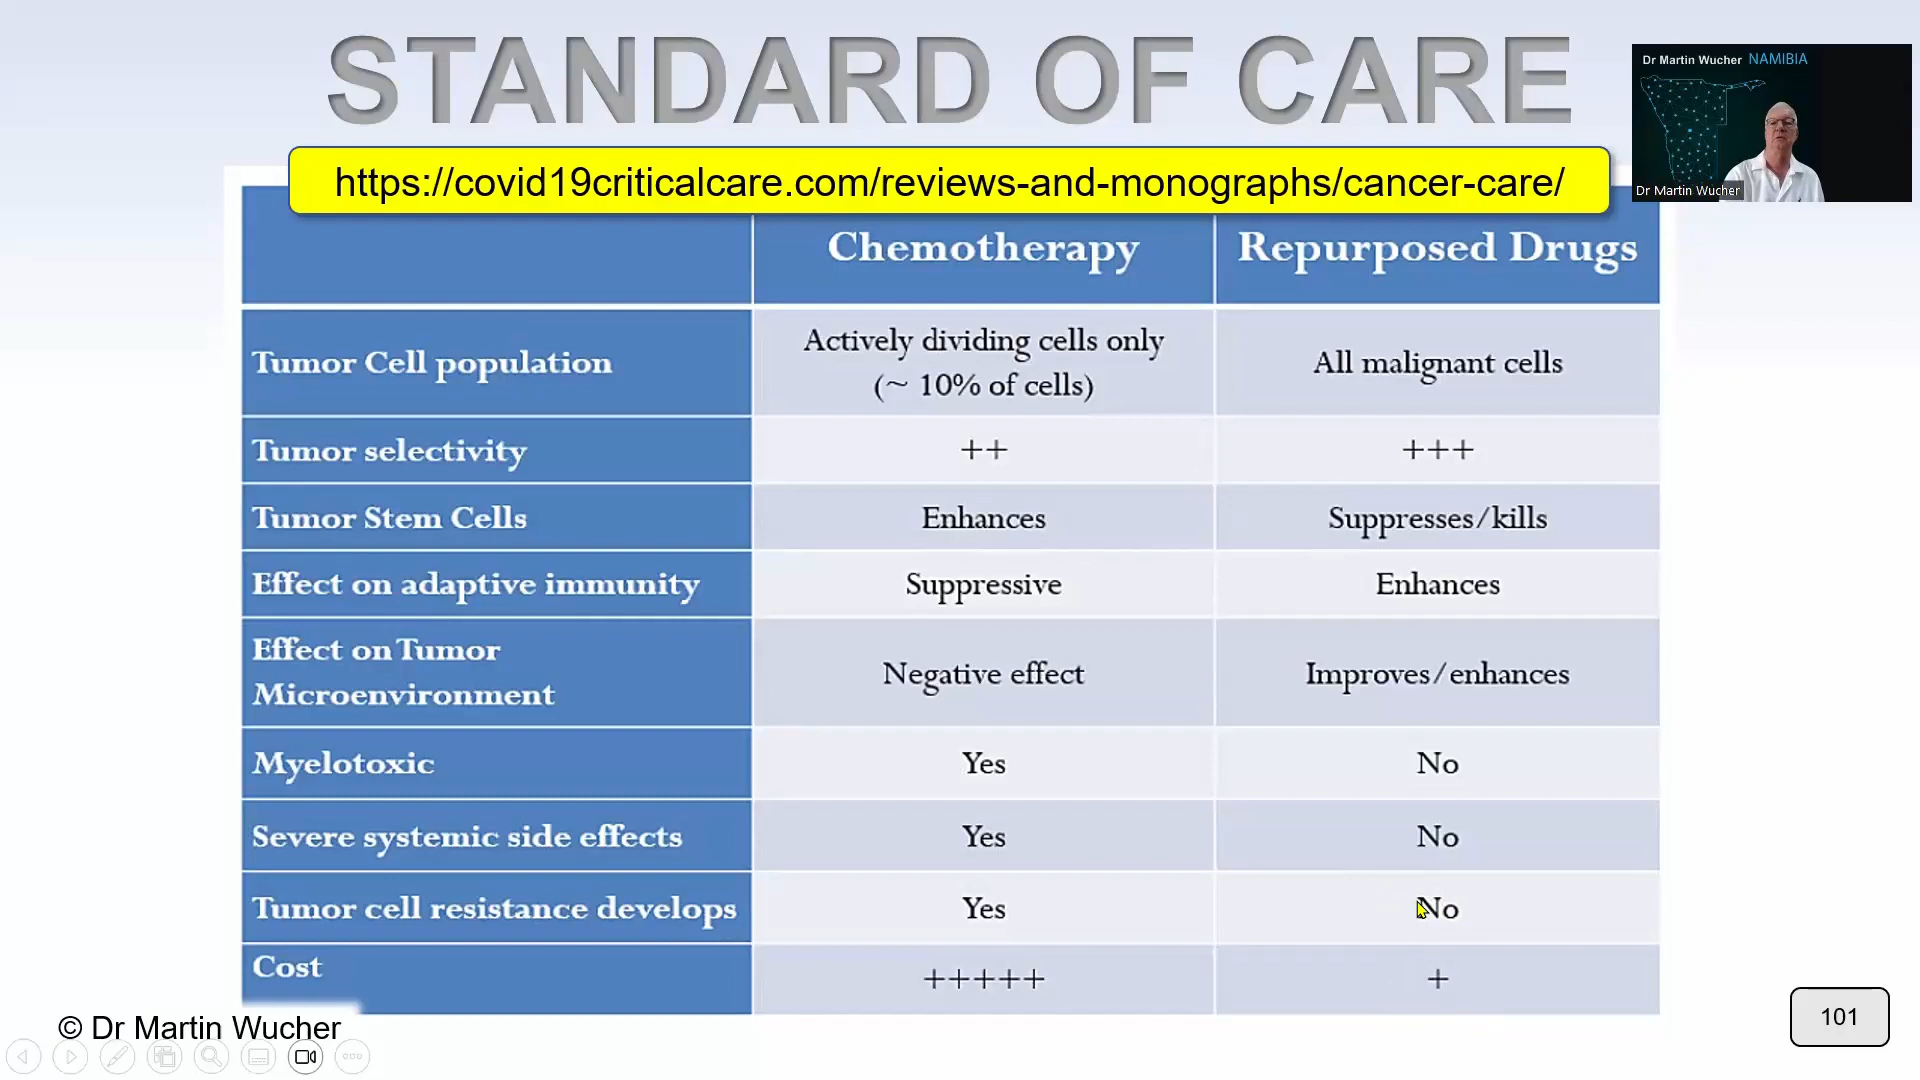 STANDARD OF CARE
Dr Martin Wucher NAMIBIA
Dr Martin Wucher
https://covid19criticalcare.com/reviews-and-monographs/cancer-care/
Chemotherapy Repurposed Drugs
Tumor Cell population Actively dividing cells only All malignant cells
(~ 10% of cells)
Tumor selectivity ++ +++
Tumor Stem Cells Enhances Suppresses/kills
Effect on adaptive immunity Suppressive Enhances
Effect on Tumor
Microenvironment Negative effect Improves/enhances
Myelotoxic Yes No
Severe systemic side effects Yes No
Tumor cell resistance develops Yes No
Cost +++++ +
© Dr Martin Wucher
101